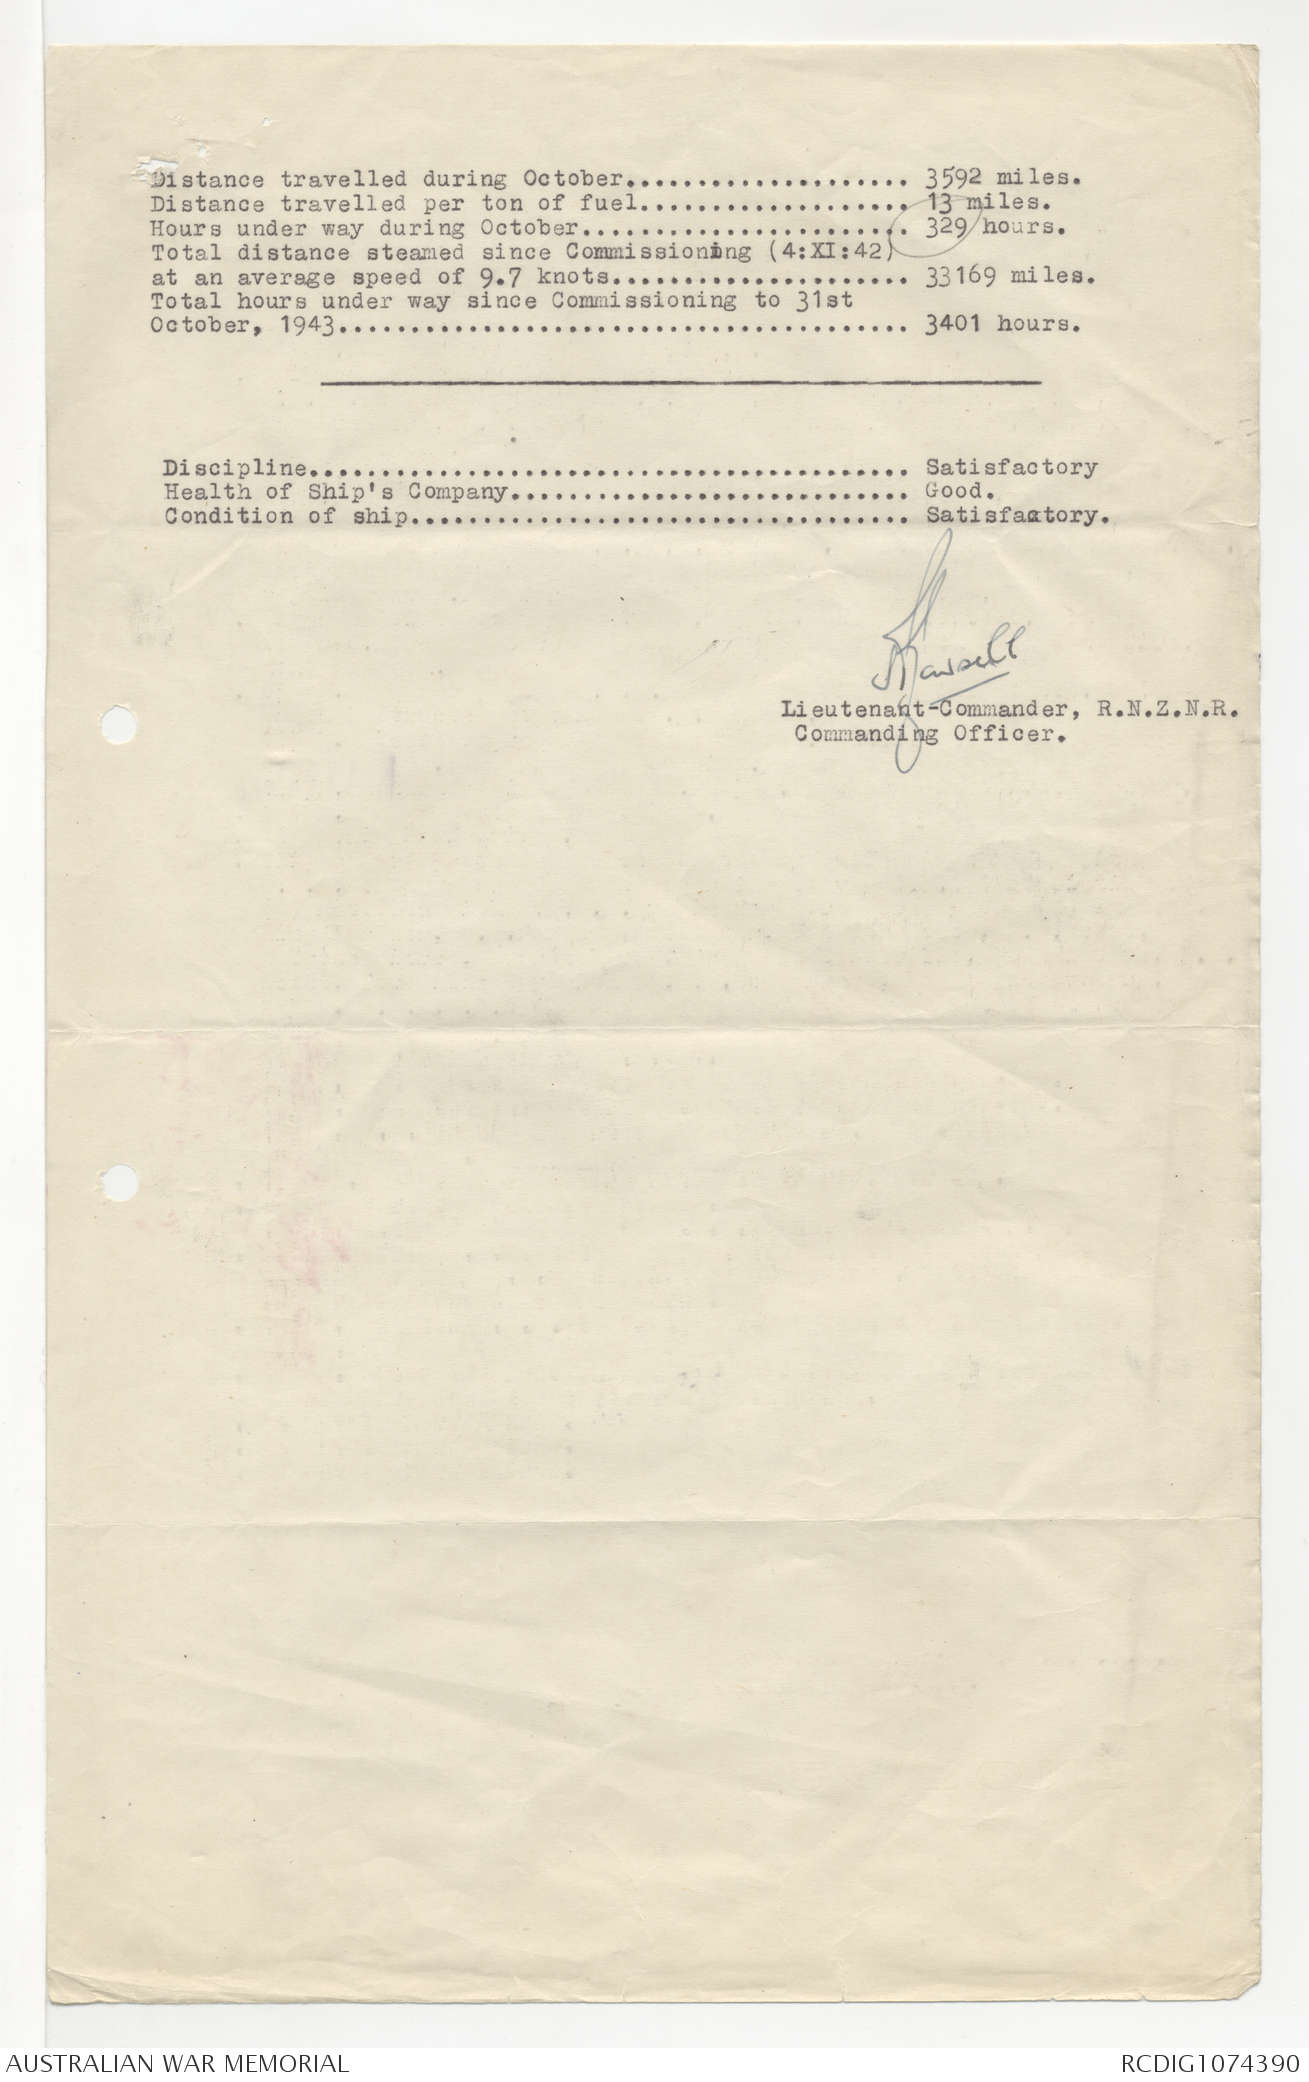 Distance travelled during October.................... 3592 miles.
Distance travelled per ton of fuel................... 13 miles.
Hours under way during October....................... 329 hours.
Total distance steamed since Commissioning (4:XI:42)
at an average speed of 9.7 knots..................... 33169 miles.
Total hours under way since Commissioning to 31st
October, 1943........................................ 3401 hours.
Discipline.......................................... Satisfactory
Health of Ship's Company............................ Good.
Condition of ship................................... Satisfactory.
Lieutenant-Commander, R.N.Z.N.R.
Commanding Officer.
AUSTRALIAN WAR MEMORIAL
RCDIG1074390